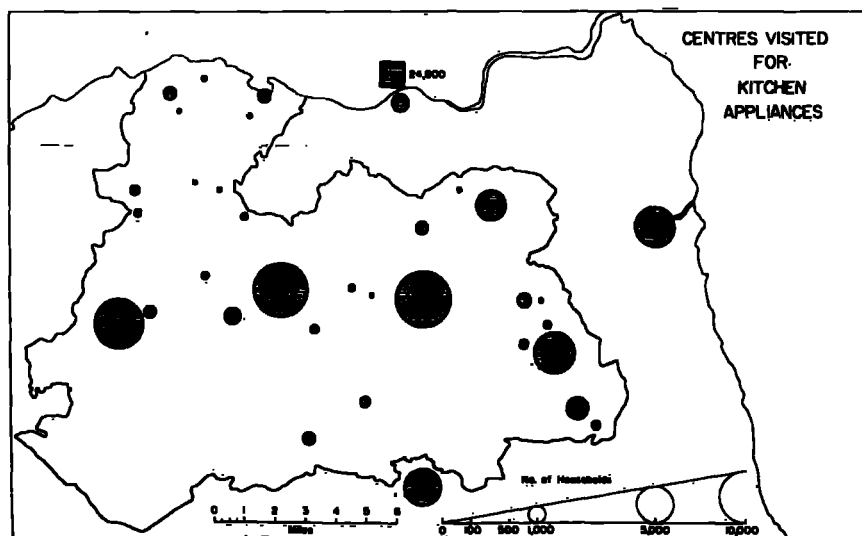 CENTRES VISITED
FOR
KITCHEN
APPLIANCES
24,800
No. of Households
0 1 2 3 4 5 6
Miles
0 100 500 1,000 5,000 10,000